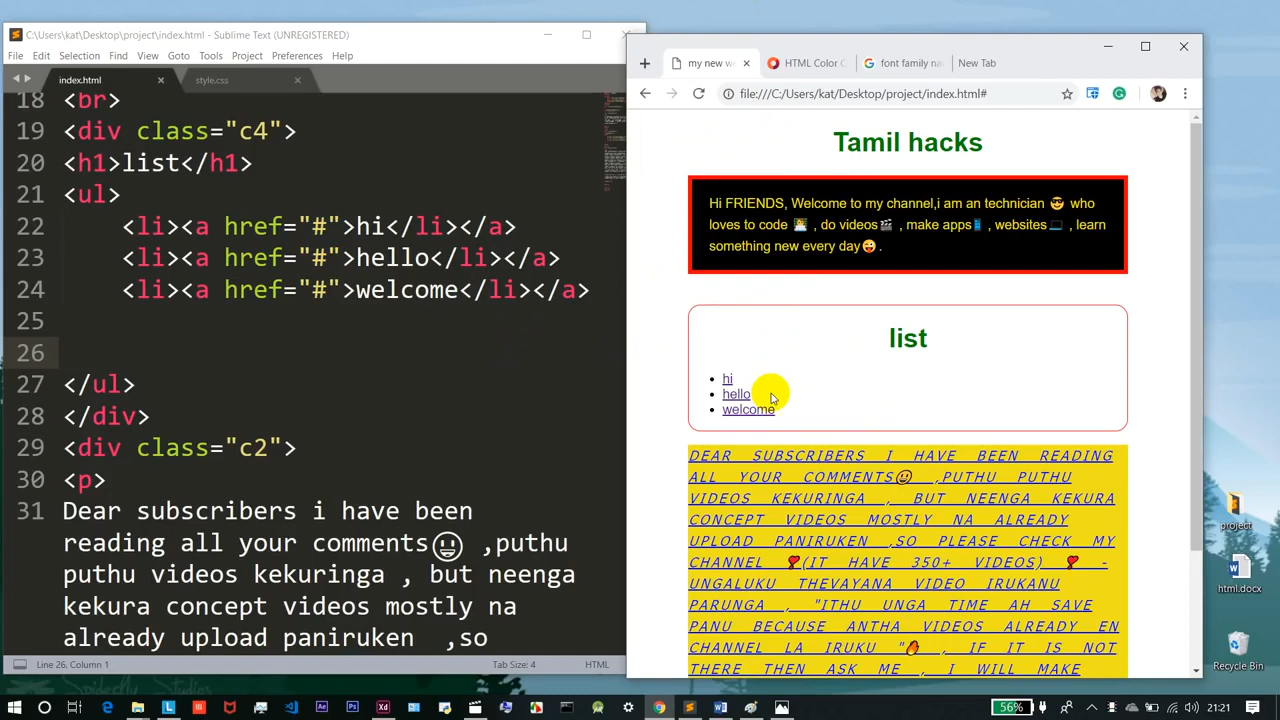 C:\Users\kat\Desktop\project\index.html - Sublime Text (UNREGISTERED)
File Edit Selection Find View Goto Tools Project Preferences Help
index.html
style.css
18 <br>
19 <div class="c4">
20 <h1>list</h1>
21 <ul>
22 <li><a href="#">hi</li></a>
23 <li><a href="#">hello</li></a>
24 <li><a href="#">welcome</li></a>
25
26
27 </ul>
28 </div>
29 <div class="c2">
30 <p>
31 Dear subscribers i have been
reading all your comments😃 ,puthu
puthu videos kekuringa , but neenga
kekura concept videos mostly na
already upload paniruken ,so
Line 26, Column 1
Tab Size: 4
HTML
my new w
HTML Color C
font family na
New Tab
file:///C:/Users/kat/Desktop/project/index.html#
Tamil hacks
Hi FRIENDS, Welcome to my channel,i am an technician 😎 who
loves to code 👨‍💻 , do videos🎬 , make apps📱 , websites💻 , learn
something new every day😜 .
list
• hi
• hello
• welcome
DEAR SUBSCRIBERS I HAVE BEEN READING
ALL YOUR COMMENTS😃 ,PUTHU PUTHU
VIDEOS KEKURINGA , BUT NEENGA KEKURA
CONCEPT VIDEOS MOSTLY NA ALREADY
UPLOAD PANIRUKEN ,SO PLEASE CHECK MY
CHANNEL ❣️(IT HAVE 350+ VIDEOS) ❣️ -
UNGALUKU THEVAYANA VIDEO IRUKANU
PARUNGA , "ITHU UNGA TIME AH SAVE
PANU BECAUSE ANTHA VIDEOS ALREADY EN
CHANNEL LA IRUKU "🔥 , IF IT IS NOT
THERE THEN ASK ME , I WILL MAKE
project
html.docx
Recycle Bin
56%
21:21